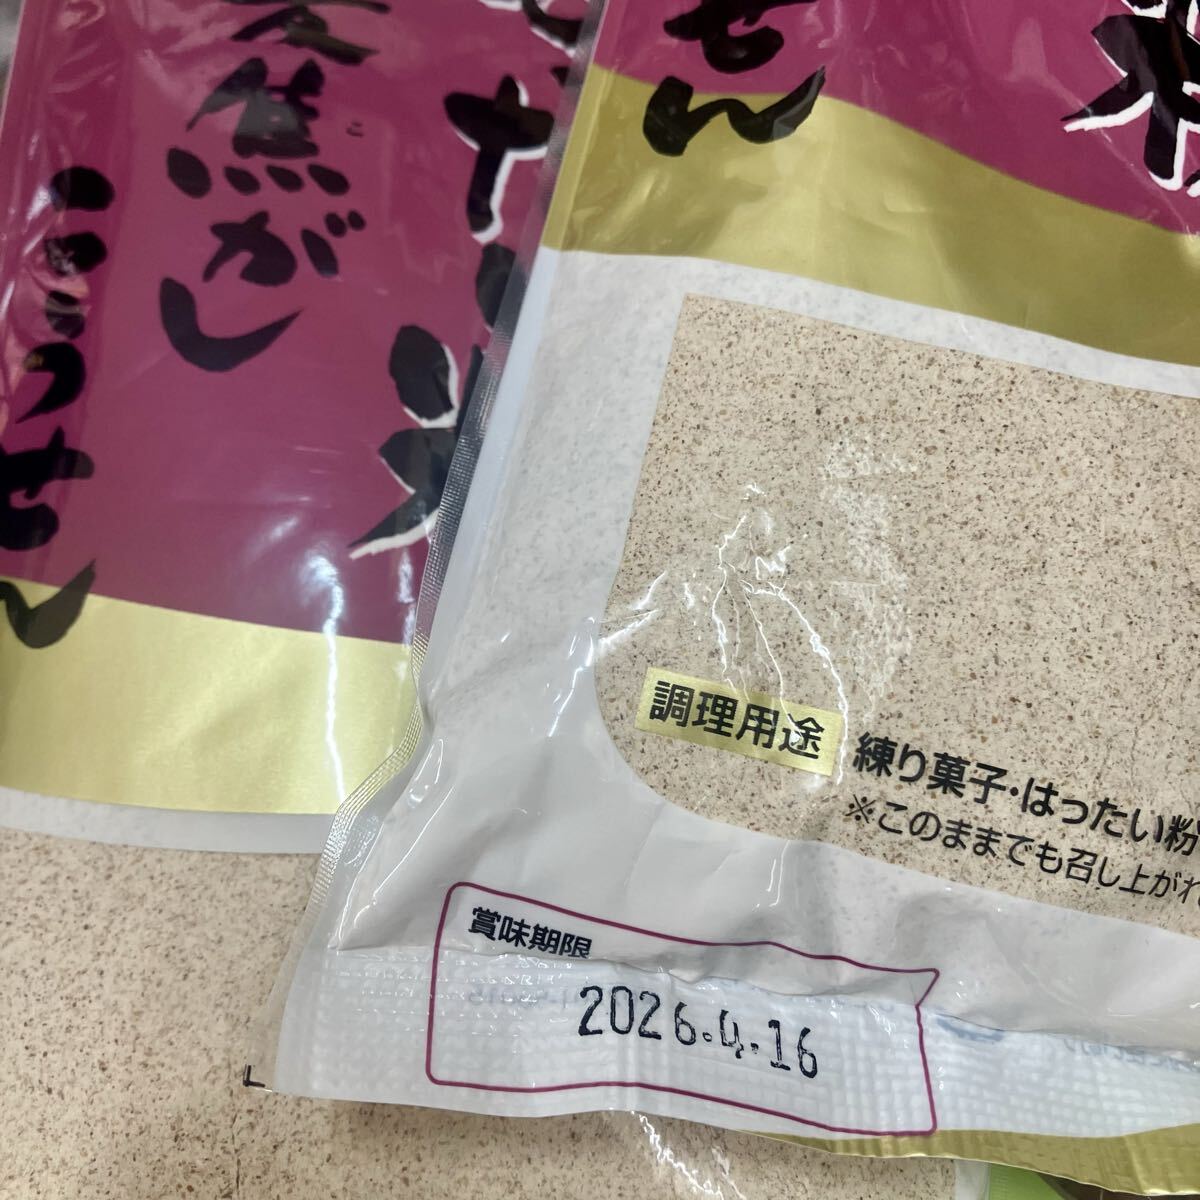 麦焦がし
こ
こうせん
せん
調理用途
練り菓子・はったい粉
※このままでも召し上がれ
賞味期限
2026.4.16